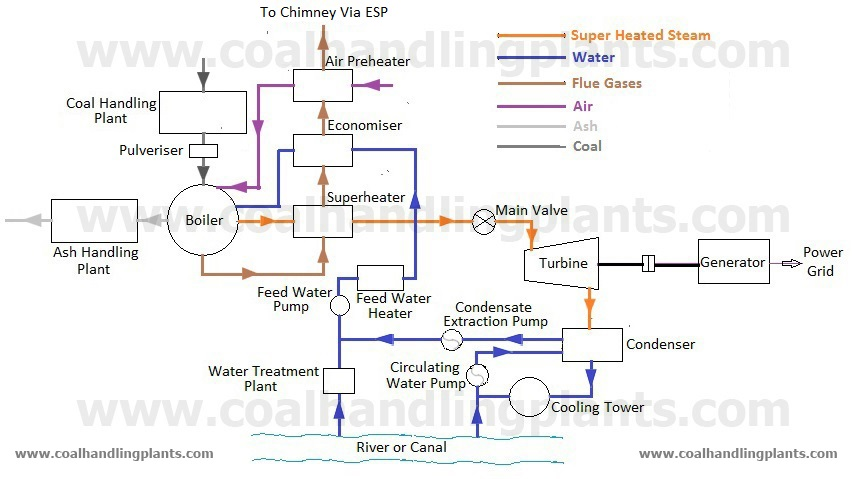 To Chimney Via ESP
www.coalhandlingplants.com
Super Heated Steam
Water
Flue Gases
Air
Ash
Coal
Air Preheater
Coal Handling
Plant
Economiser
Pulveriser
Superheater
www.coalhandlingplants.com
Boiler
Main Valve
Ash Handling
Plant
Turbine
Generator
Power
Grid
Feed Water
Pump
Feed Water
Heater
Condensate
Extraction Pump
Condenser
Circulating
Water Pump
Water Treatment
Plant
Cooling Tower
www.coalhandlingplants.com
River or Canal
www.coalhandlingplants.com
www.coalhandlingplants.com